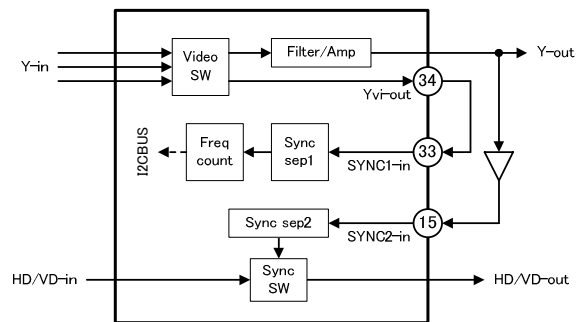 Y-in
Video
SW
Filter/Amp
Y-out
34
Yvi-out
I2CBUS
Freq
count
Sync
sep1
33
SYNC1-in
Sync sep2
15
SYNC2-in
HD/VD-in
Sync
SW
HD/VD-out